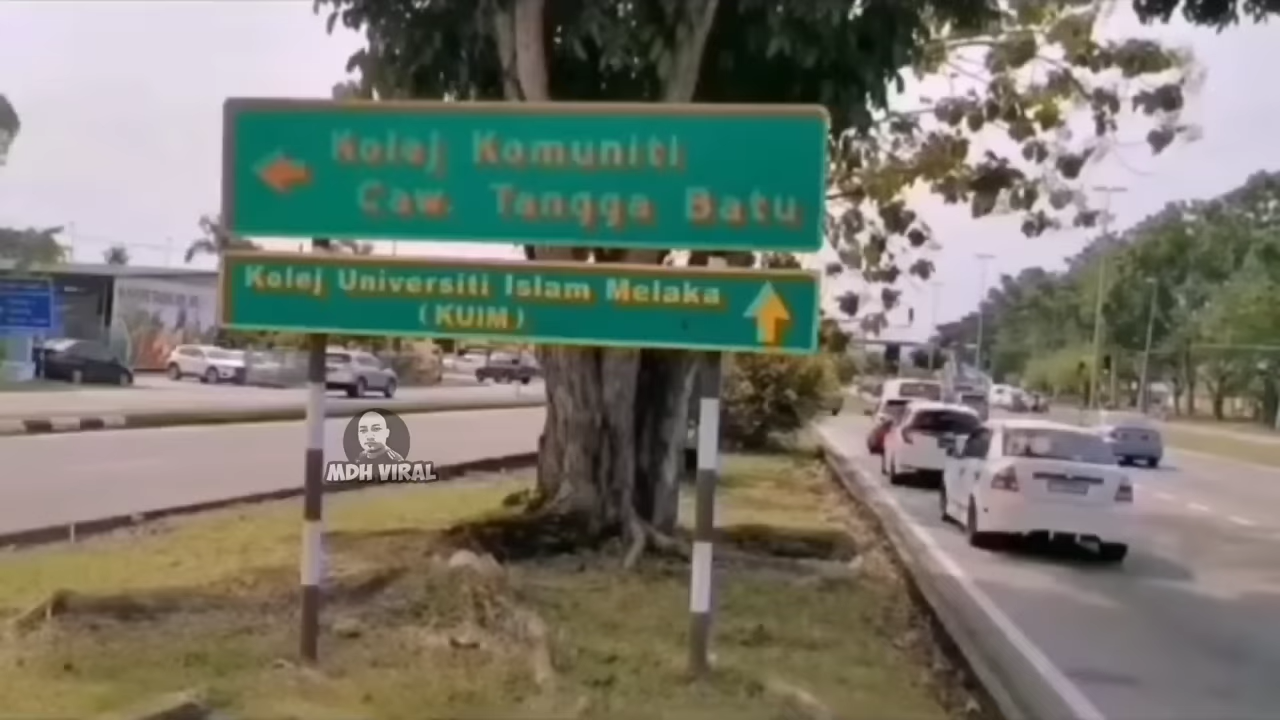 Kolej Komuniti
Caw. Tangga Batu
Kolej Universiti Islam Melaka
(KUIM)
MDH VIRAL